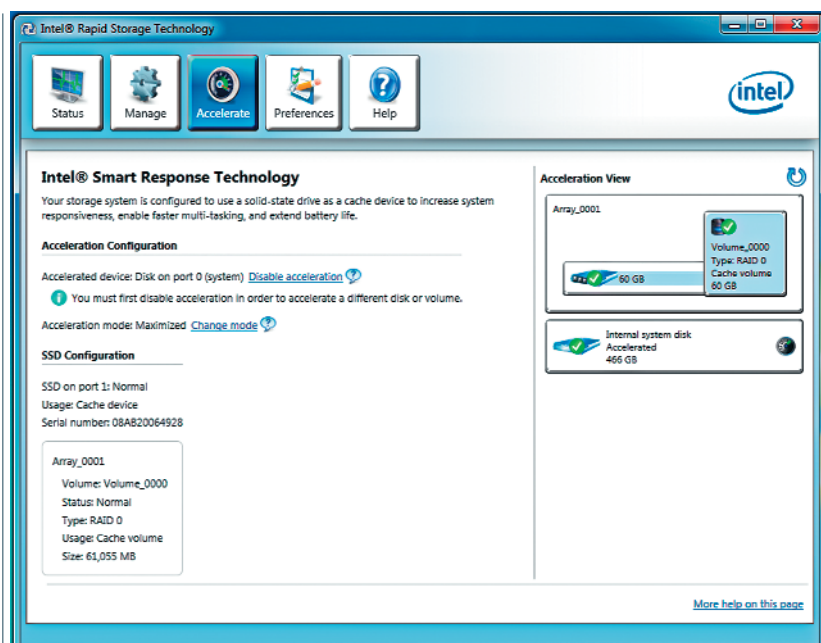 Intel® Rapid Storage Technology
Status
Manage
Accelerate
Preferences
Help
intel
Intel® Smart Response Technology
Your storage system is configured to use a solid-state drive as a cache device to increase system
responsiveness, enable faster multi-tasking, and extend battery life.
Acceleration Configuration
Accelerated device: Disk on port 0 (system) Disable acceleration
You must first disable acceleration in order to accelerate a different disk or volume.
Acceleration mode: Maximized Change mode
SSD Configuration
SSD on port 1: Normal
Usage: Cache device
Serial number: 08AB20064928
Array_0001
Volume: Volume_0000
Status: Normal
Type: RAID 0
Usage: Cache volume
Size: 61,055 MB
Acceleration View
Array_0001
60 GB
Volume_0000
Type: RAID 0
Cache volume
60 GB
Internal system disk
Accelerated
466 GB
More help on this page